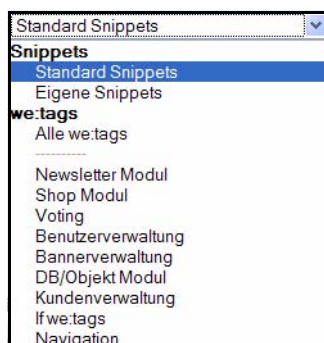 Standard Snippets
Snippets
Standard Snippets
Eigene Snippets
we:tags
Alle we:tags
----------
Newsletter Modul
Shop Modul
Voting
Benutzerverwaltung
Bannerverwaltung
DB/Objekt Modul
Kundenverwaltung
If we:tags
Navigation